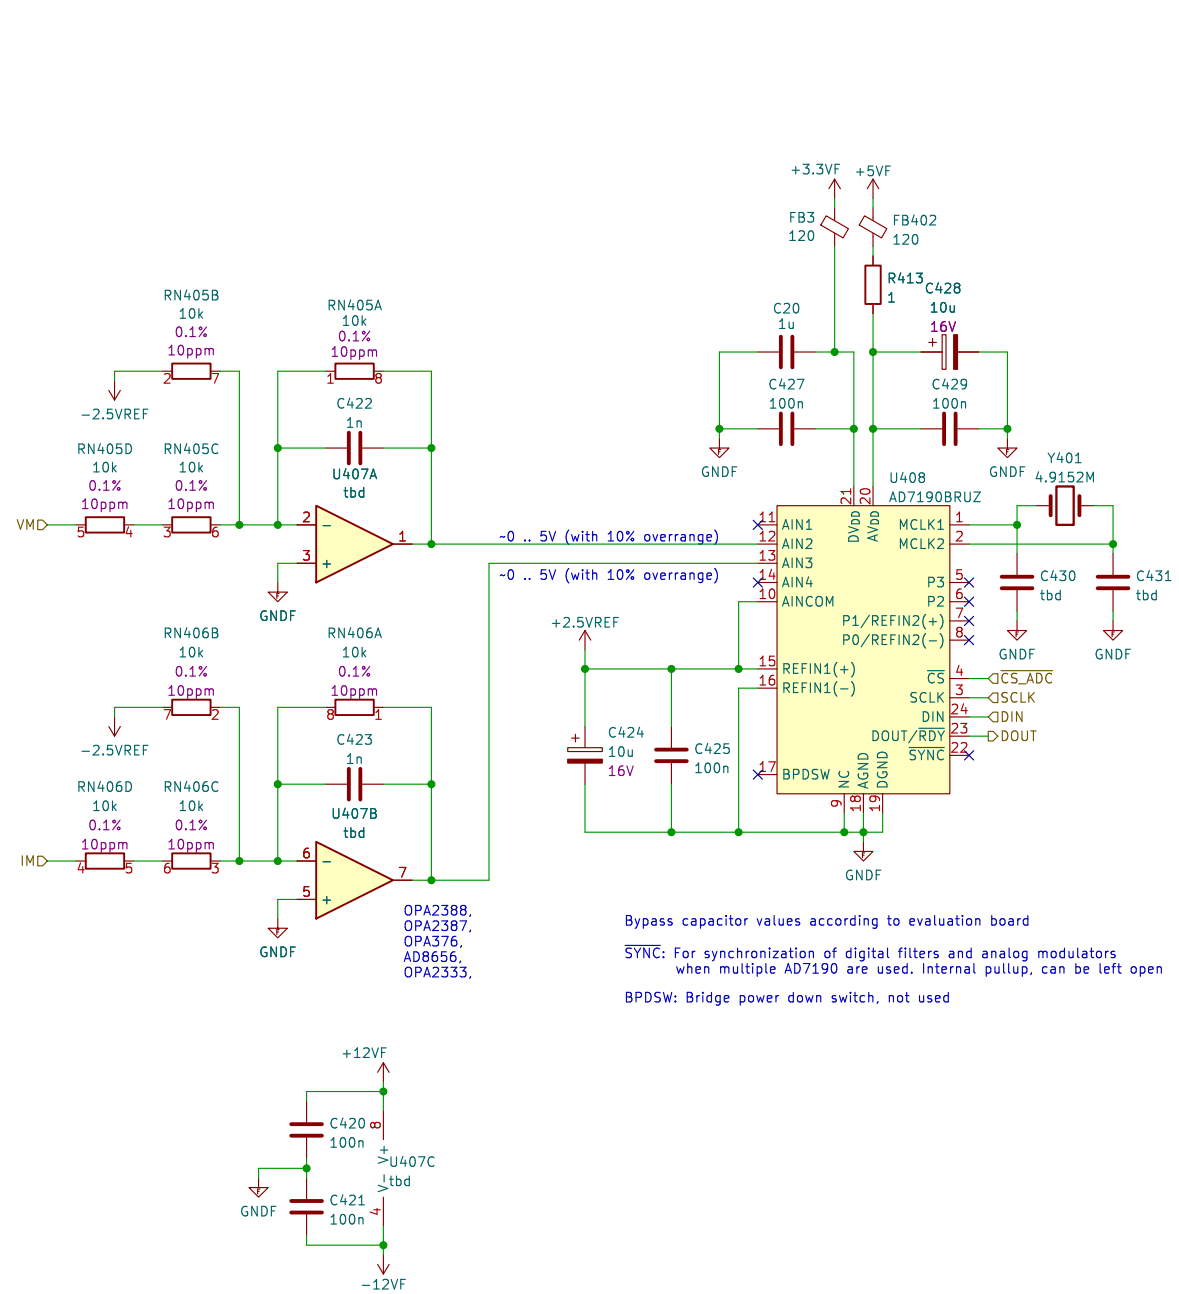 +3.3VF
+5VF
FB3
120
FB402
120
R413
1
C428
10u
16V
+
C20
1u
C427
100n
C429
100n
GNDF
GNDF
RN405B
10k
0.1%
10ppm
2
7
-2.5VREF
RN405A
10k
0.1%
10ppm
1
8
C422
1n
U407A
tbd
RN405D
10k
0.1%
10ppm
5
4
RN405C
10k
0.1%
10ppm
3
6
VM
2
3
1
-
+
GNDF
~0 .. 5V (with 10% overrange)
~0 .. 5V (with 10% overrange)
RN406B
10k
0.1%
10ppm
7
2
-2.5VREF
RN406A
10k
0.1%
10ppm
8
1
C423
1n
U407B
tbd
RN406D
10k
0.1%
10ppm
4
5
RN406C
10k
0.1%
10ppm
6
3
IM
6
5
7
-
+
GNDF
OPA2388,
OPA2387,
OPA376,
AD8656,
OPA2333,
+2.5VREF
C424
10u
16V
+
C425
100n
U408
AD7190BRUZ
21
20
DVDD
AVDD
11 AIN1
12 AIN2
13 AIN3
14 AIN4
10 AINCOM
15 REFIN1(+)
16 REFIN1(-)
17 BPDSW
MCLK1 1
MCLK2 2
P3 5
P2 6
P1/REFIN2(+) 7
P0/REFIN2(-) 8
CS 4
SCLK 3
DIN 24
DOUT/RDY 23
SYNC 22
NC
AGND
DGND
9
18
19
GNDF
Y401
4.9152M
C430
tbd
C431
tbd
GNDF
GNDF
CS_ADC
SCLK
DIN
DOUT
Bypass capacitor values according to evaluation board
SYNC: For synchronization of digital filters and analog modulators
when multiple AD7190 are used. Internal pullup, can be left open
BPDSW: Bridge power down switch, not used
+12VF
C420
100n
8
V+
U407C
tbd
V-
4
C421
100n
GNDF
-12VF